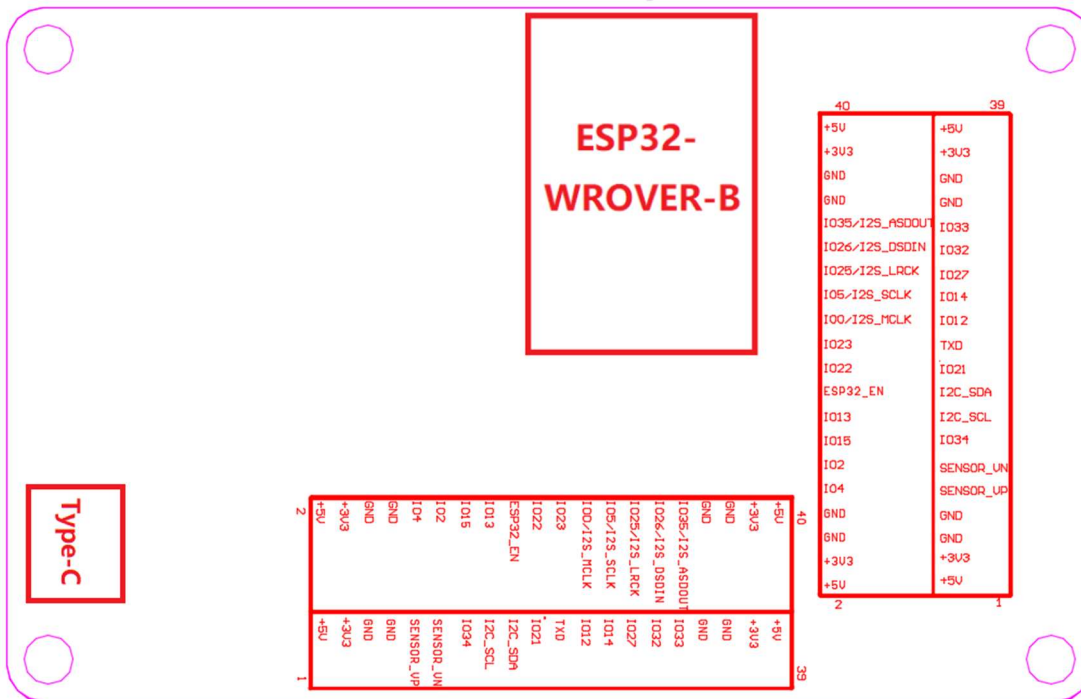 ESP32-
WROVER-B
40 39
+5V +5V
+3V3 +3V3
GND GND
GND GND
IO35/I2S_ASDOUT IO33
IO26/I2S_DSDIN IO32
IO25/I2S_LRCK IO27
IO5/I2S_SCLK IO14
IO0/I2S_MCLK IO12
IO23 TXD
IO22 IO21
ESP32_EN I2C_SDA
IO13 I2C_SCL
IO15 IO34
IO2 SENSOR_VN
IO4 SENSOR_VP
GND GND
GND GND
+3V3 +3V3
+5V +5V
2 1
Type-C
2
+5V
+3V3
GND
GND
IO4
IO2
IO15
IO13
ESP32_EN
IO22
IO23
IO0/I2S_MCLK
IO5/I2S_SCLK
IO25/I2S_LRCK
IO26/I2S_DSDIN
IO35/I2S_ASDOUT
GND
GND
+3V3
+5V
40
1
+5V
+3V3
GND
GND
SENSOR_VP
SENSOR_VN
IO34
I2C_SCL
I2C_SDA
IO21
TXD
IO12
IO14
IO27
IO32
IO33
GND
GND
+3V3
+5V
39